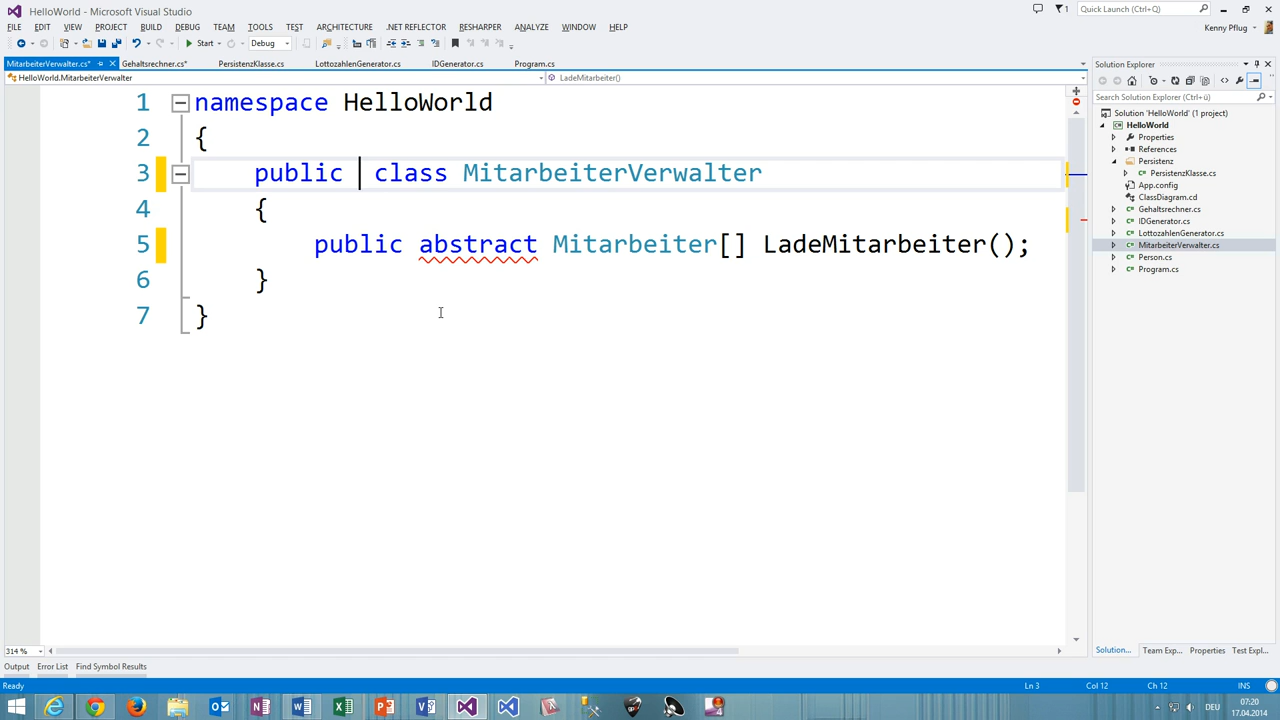 HelloWorld - Microsoft Visual Studio
Quick Launch (Ctrl+Q)
FILE EDIT VIEW PROJECT BUILD DEBUG TEAM TOOLS TEST ARCHITECTURE .NET REFLECTOR RESHARPER ANALYZE WINDOW HELP
Kenny Pflug
Start Debug
MitarbeiterVerwalter.cs* Gehaltsrechner.cs* PersistenzKlasse.cs LottozahlenGenerator.cs IDGenerator.cs Program.cs
HelloWorld.MitarbeiterVerwalter LadeMitarbeiter()
1 namespace HelloWorld
2 {
3 public class MitarbeiterVerwalter
4 {
5 public abstract Mitarbeiter[] LadeMitarbeiter();
6 }
7 }
314 %
Solution Explorer
Search Solution Explorer (Ctrl+ü)
Solution 'HelloWorld' (1 project)
HelloWorld
Properties
References
Persistenz
PersistenzKlasse.cs
App.config
ClassDiagram.cd
Gehaltsrechner.cs
IDGenerator.cs
LottozahlenGenerator.cs
MitarbeiterVerwalter.cs
Person.cs
Program.cs
Solution... Team Exp... Properties Test Expl...
Output Error List Find Symbol Results
Ready Ln 3 Col 12 Ch 12 INS
DEU
07:20
17.04.2014